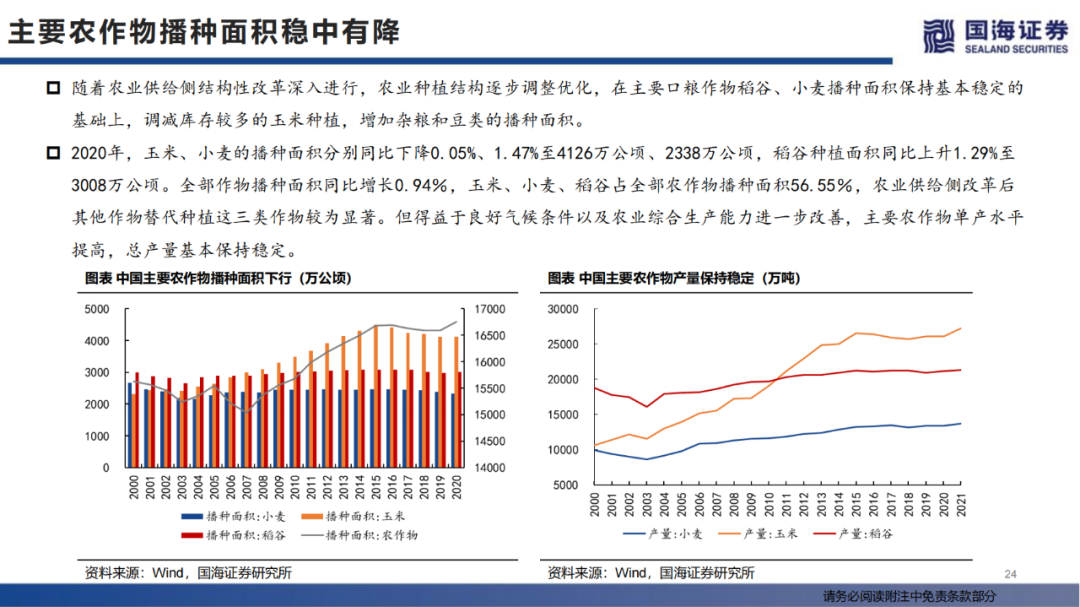 主要农作物播种面积稳中有降
国海证券
SEALAND SECURITIES
随着农业供给侧结构性改革深入进行，农业种植结构逐步调整优化，在主要口粮作物稻谷、小麦播种面积保持基本稳定的
基础上，调减库存较多的玉米种植，增加杂粮和豆类的播种面积。
2020年，玉米、小麦的播种面积分别同比下降0.05%、1.47%至4126万公顷、2338万公顷，稻谷种植面积同比上升1.29%至
3008万公顷。全部作物播种面积同比增长0.94%，玉米、小麦、稻谷占全部农作物播种面积56.55%，农业供给侧改革后
其他作物替代种植这三类作物较为显著。但得益于良好气候条件以及农业综合生产能力进一步改善，主要农作物单产水平
提高，总产量基本保持稳定。
图表 中国主要农作物播种面积下行（万公顷）
5000
4000
3000
2000
1000
0
17000
16500
16000
15500
15000
14500
14000
2000 2001 2002 2003 2004 2005 2006 2007 2008 2009 2010 2011 2012 2013 2014 2015 2016 2017 2018 2019 2020
播种面积:小麦 播种面积:玉米
播种面积:稻谷 播种面积:农作物
资料来源：Wind，国海证券研究所
图表 中国主要农作物产量保持稳定（万吨）
30000
25000
20000
15000
10000
5000
2000 2001 2002 2003 2004 2005 2006 2007 2008 2009 2010 2011 2012 2013 2014 2015 2016 2017 2018 2019 2020 2021
产量:小麦 产量:玉米 产量:稻谷
资料来源：Wind，国海证券研究所
24
请务必阅读附注中免责条款部分